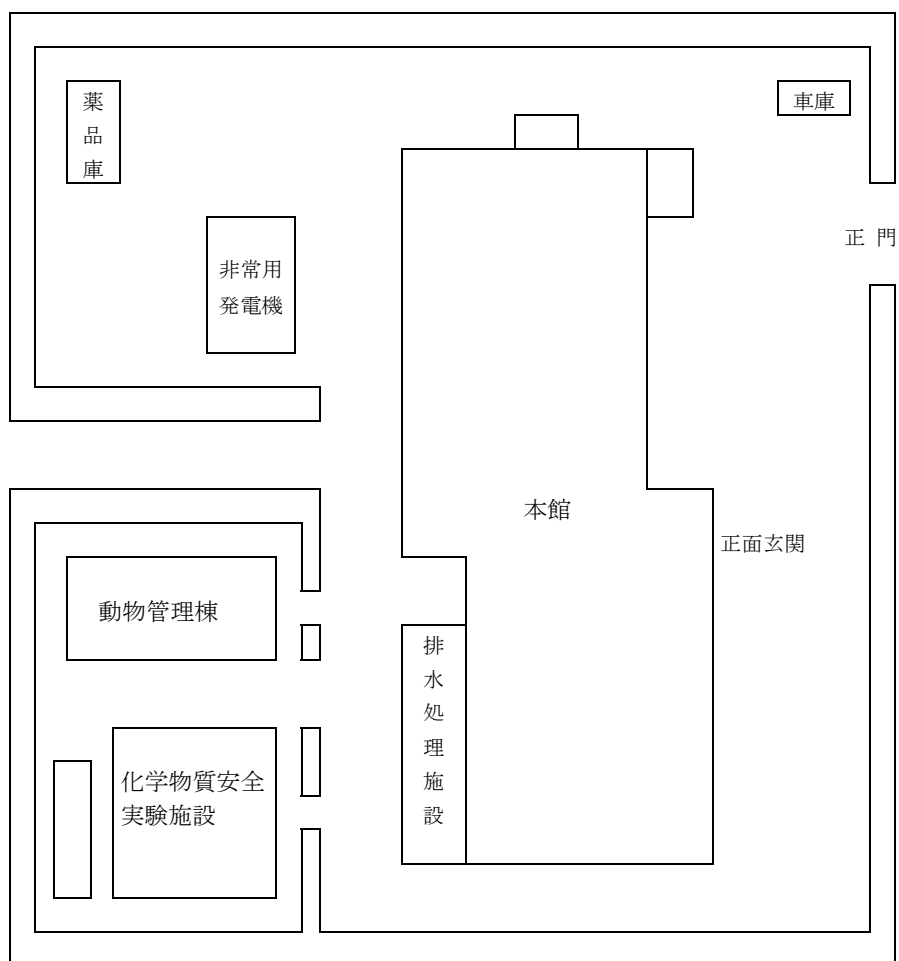 薬品庫
車庫
正 門
非常用
発電機
本館
正面玄関
動物管理棟
排水処理施設
化学物質安全
実験施設